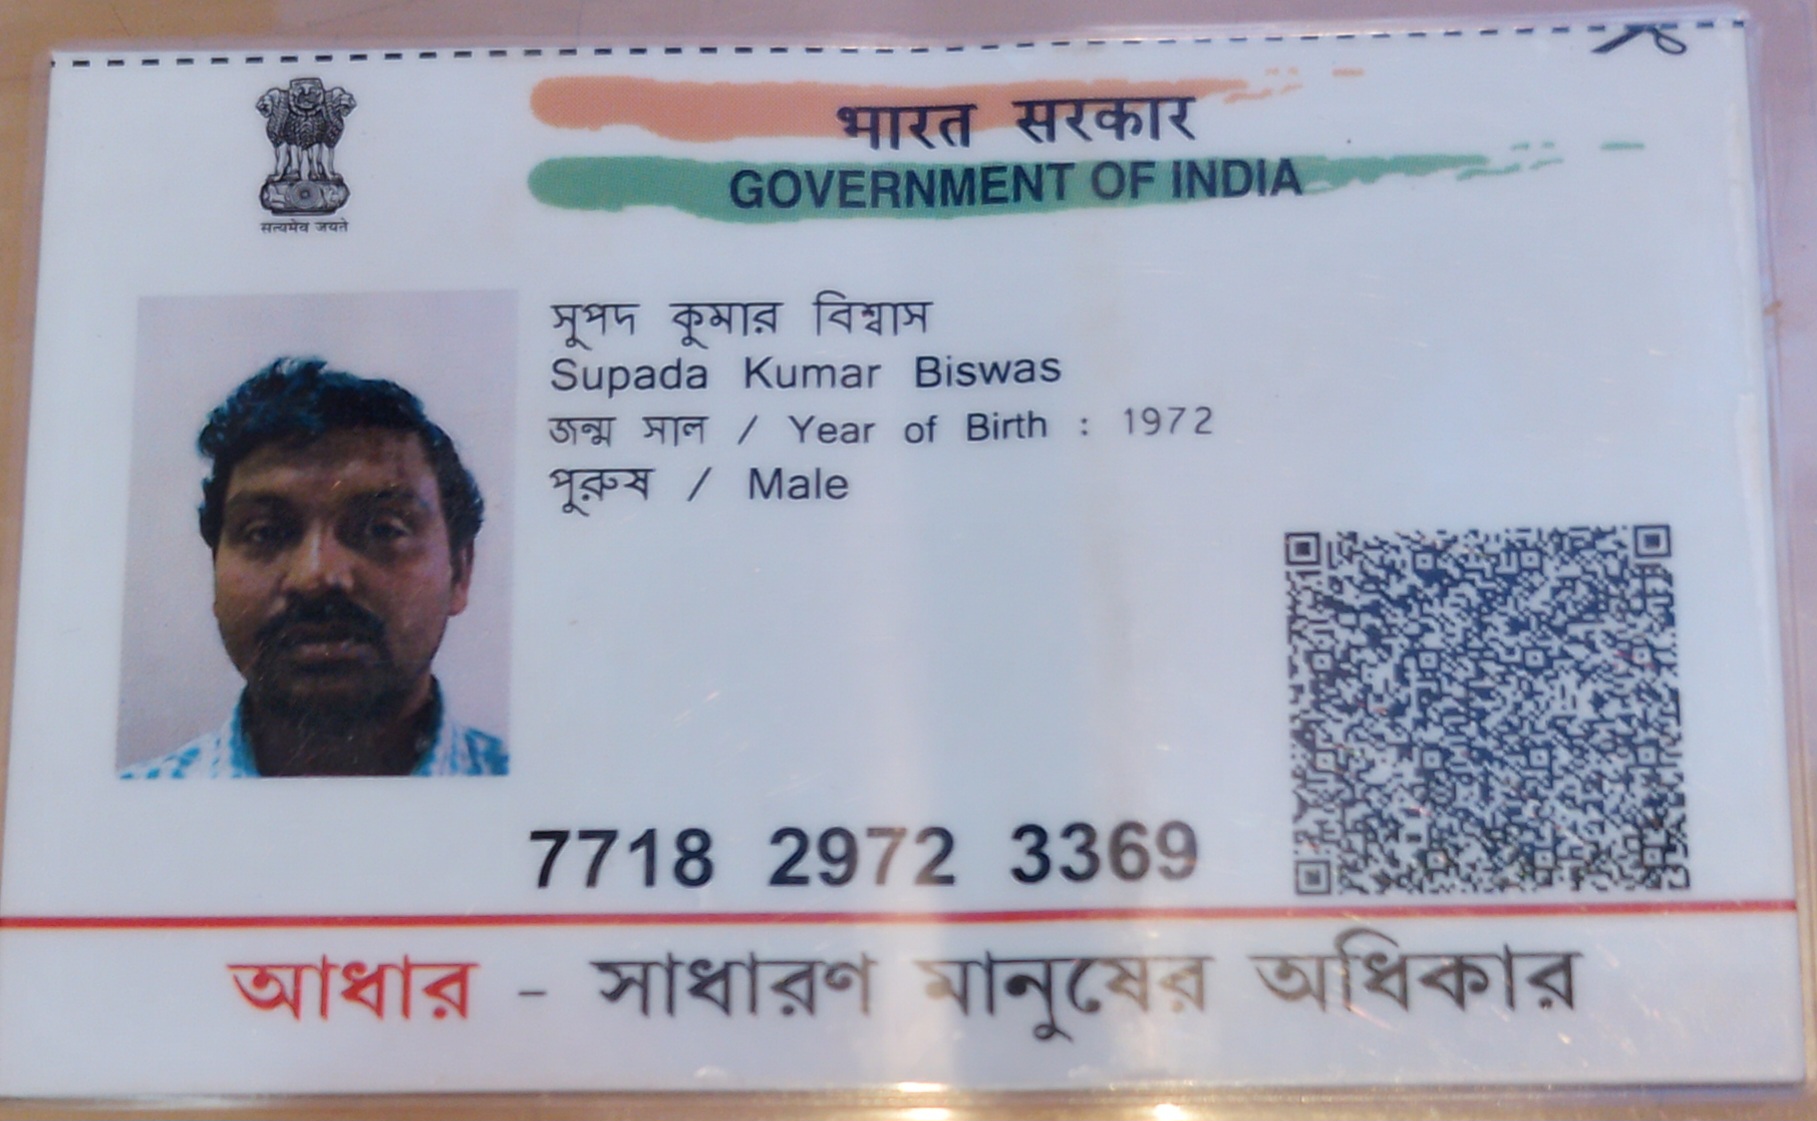 भारत सरकार
GOVERNMENT OF INDIA
सत्यमेव जयते
সুপদ কুমার বিশ্বাস
Supada Kumar Biswas
জন্ম সাল / Year of Birth : 1972
পুরুষ / Male
7718 2972 3369
আধার - সাধারণ মানুষের অধিকার